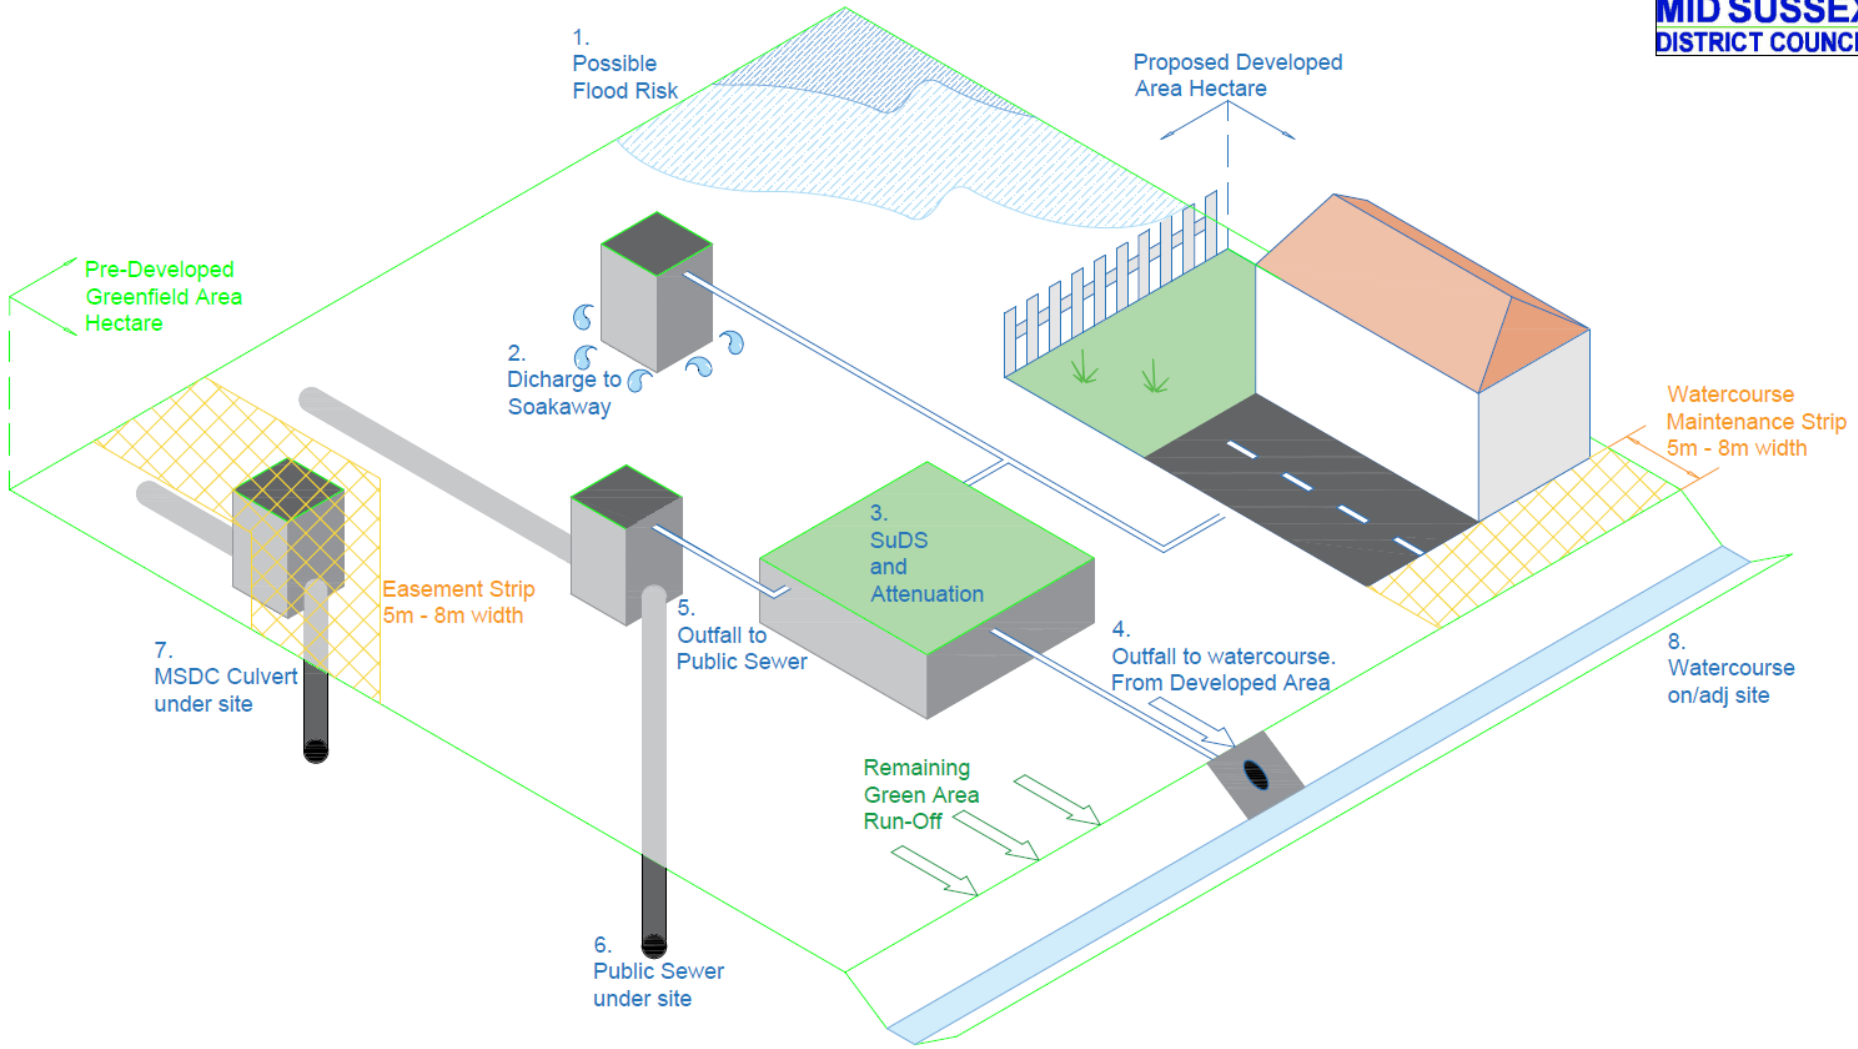 MID SUSSEX
DISTRICT COUNCI
1.
Possible
Flood Risk
Proposed Developed
Area Hectare
Pre-Developed
Greenfield Area
Hectare
2.
Dicharge to
Soakaway
Watercourse
Maintenance Strip
5m - 8m width
3.
SuDS
and
Attenuation
Easement Strip
5m - 8m width
5.
Outfall to
Public Sewer
4.
Outfall to watercourse.
From Developed Area
7.
MSDC Culvert
under site
8.
Watercourse
on/adj site
Remaining
Green Area
Run-Off
6.
Public Sewer
under site